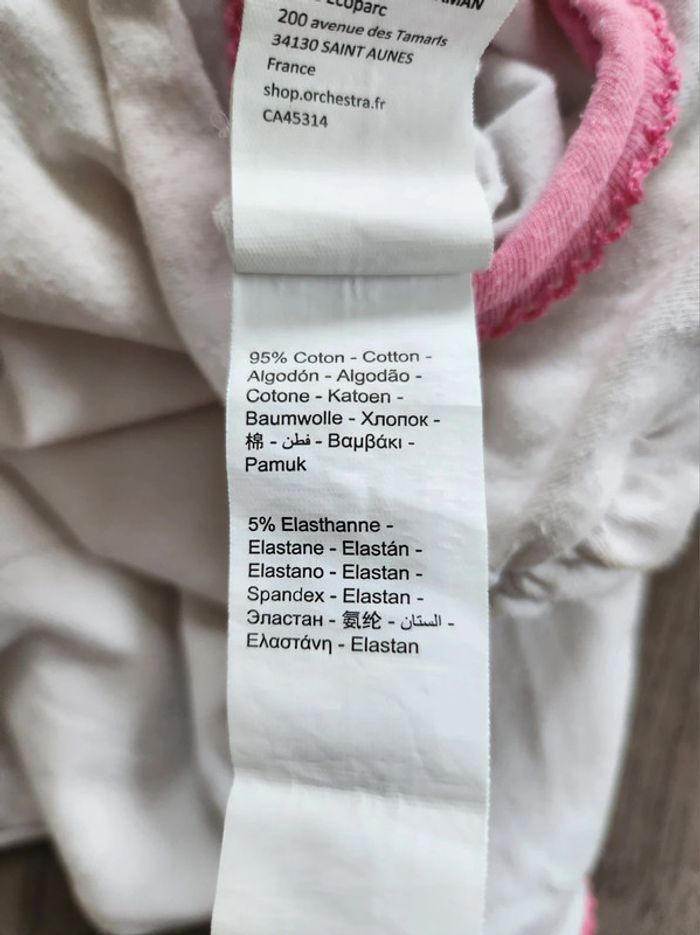 200 avenue des Tamaris
34130 SAINT AUNES
France
shop.orchestra.fr
CA45314
95% Coton - Cotton -
Algodón - Algodão -
Cotone - Katoen -
Baumwolle - Хлопок -
棉 - قطن - Βαμβάκι -
Pamuk
5% Elasthanne -
Elastane - Elastán -
Elastano - Elastan -
Spandex - Elastan -
Эластан - 氨纶 - الستان -
Ελαστάνη - Elastan